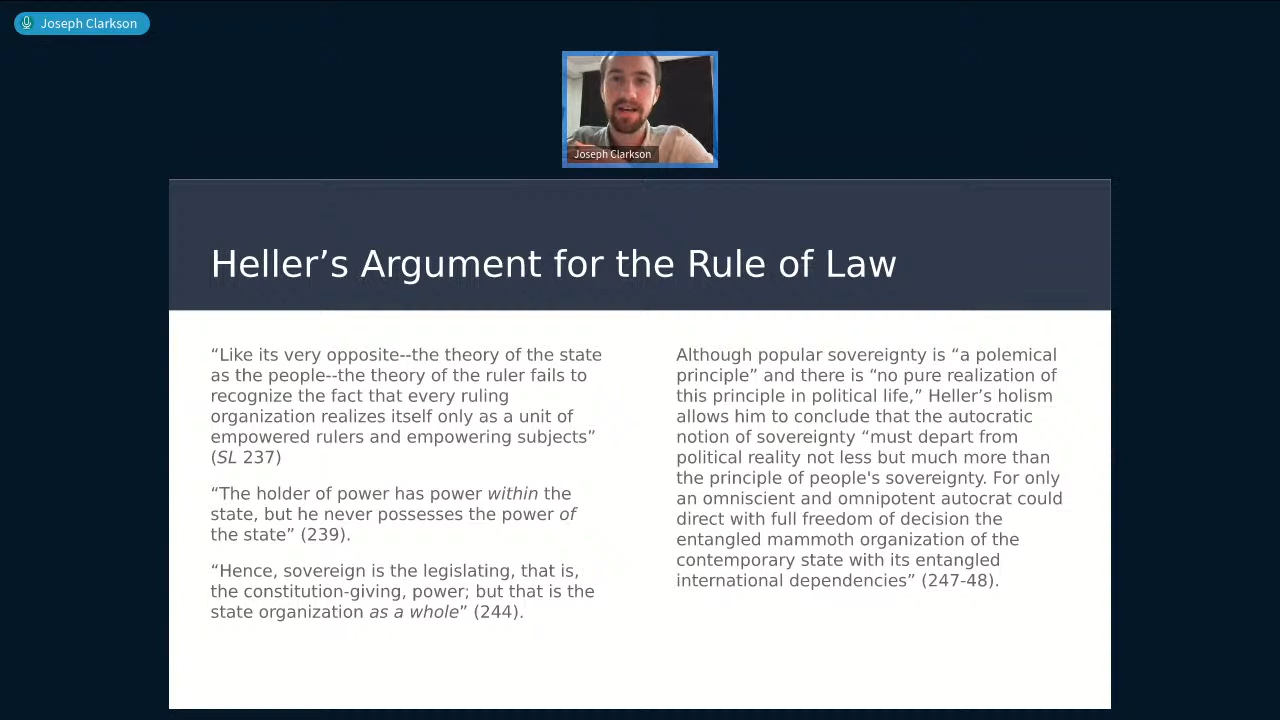 Joseph Clarkson
Joseph Clarkson
Heller’s Argument for the Rule of Law
“Like its very opposite--the theory of the state
as the people--the theory of the ruler fails to
recognize the fact that every ruling
organization realizes itself only as a unit of
empowered rulers and empowering subjects”
(SL 237)
“The holder of power has power within the
state, but he never possesses the power of
the state” (239).
“Hence, sovereign is the legislating, that is,
the constitution-giving, power; but that is the
state organization as a whole” (244).
Although popular sovereignty is “a polemical
principle” and there is “no pure realization of
this principle in political life,” Heller’s holism
allows him to conclude that the autocratic
notion of sovereignty “must depart from
political reality not less but much more than
the principle of people's sovereignty. For only
an omniscient and omnipotent autocrat could
direct with full freedom of decision the
entangled mammoth organization of the
contemporary state with its entangled
international dependencies” (247-48).